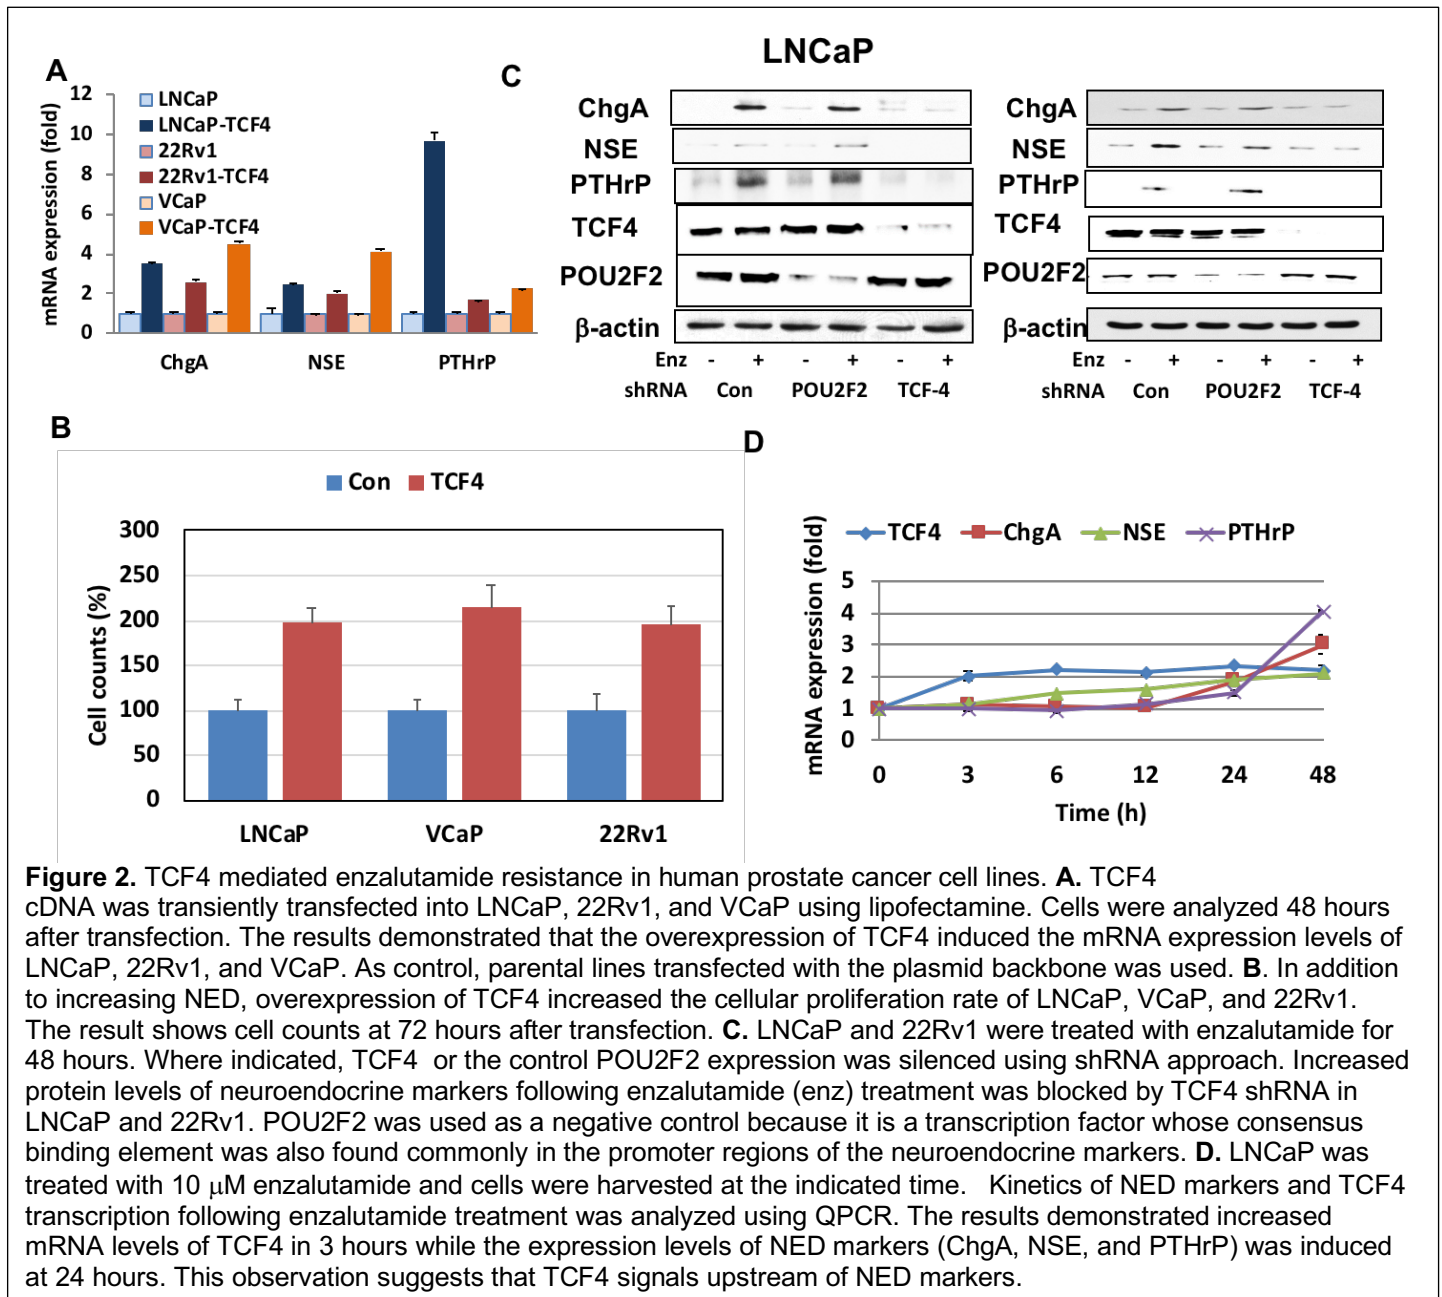 LNCaP
A
mRNA expression (fold)
12
10
8
6
4
2
0
LNCaP
LNCaP-TCF4
22Rv1
22Rv1-TCF4
VCaP
VCaP-TCF4
ChgA NSE PTHrP
C
ChgA
NSE
PTHrP
TCF4
POU2F2
β-actin
Enz - + - + - +
shRNA Con POU2F2 TCF-4
ChgA
NSE
PTHrP
TCF4
POU2F2
β-actin
Enz - + - + - +
shRNA Con POU2F2 TCF-4
B
Con TCF4
Cell counts (%)
300
250
200
150
100
50
0
LNCaP VCaP 22Rv1
D
TCF4 ChgA NSE PTHrP
mRNA expression (fold)
5
4
3
2
1
0
0 3 6 12 24 48
Time (h)
Figure 2. TCF4 mediated enzalutamide resistance in human prostate cancer cell lines. A. TCF4
cDNA was transiently transfected into LNCaP, 22Rv1, and VCaP using lipofectamine. Cells were analyzed 48 hours
after transfection. The results demonstrated that the overexpression of TCF4 induced the mRNA expression levels of
LNCaP, 22Rv1, and VCaP. As control, parental lines transfected with the plasmid backbone was used. B. In addition
to increasing NED, overexpression of TCF4 increased the cellular proliferation rate of LNCaP, VCaP, and 22Rv1.
The result shows cell counts at 72 hours after transfection. C. LNCaP and 22Rv1 were treated with enzalutamide for
48 hours. Where indicated, TCF4 or the control POU2F2 expression was silenced using shRNA approach. Increased
protein levels of neuroendocrine markers following enzalutamide (enz) treatment was blocked by TCF4 shRNA in
LNCaP and 22Rv1. POU2F2 was used as a negative control because it is a transcription factor whose consensus
binding element was also found commonly in the promoter regions of the neuroendocrine markers. D. LNCaP was
treated with 10 μM enzalutamide and cells were harvested at the indicated time. Kinetics of NED markers and TCF4
transcription following enzalutamide treatment was analyzed using QPCR. The results demonstrated increased
mRNA levels of TCF4 in 3 hours while the expression levels of NED markers (ChgA, NSE, and PTHrP) was induced
at 24 hours. This observation suggests that TCF4 signals upstream of NED markers.